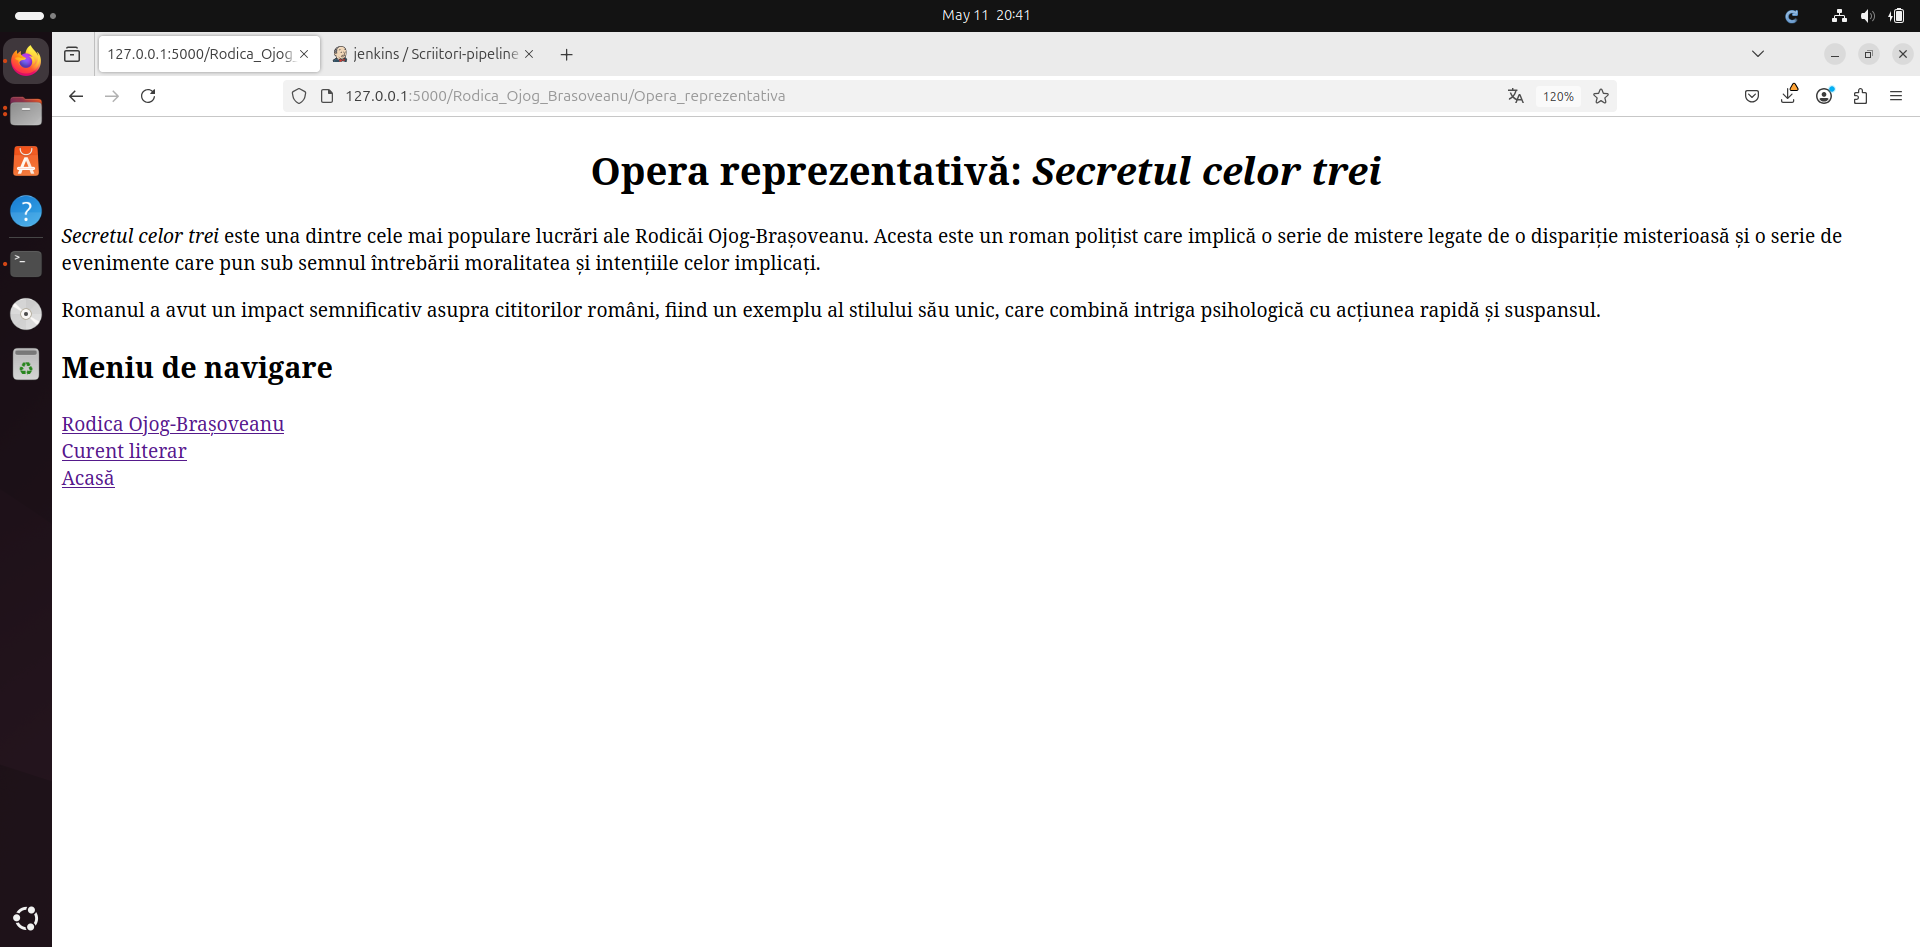 May 11 20:41
127.0.0.1:5000/Rodica_Ojog_
jenkins / Scriitori-pipeline
127.0.0.1:5000/Rodica_Ojog_Brasoveanu/Opera_reprezentativa
120%
Opera reprezentativă: Secretul celor trei
Secretul celor trei este una dintre cele mai populare lucrări ale Rodicăi Ojog-Brașoveanu. Acesta este un roman polițist care implică o serie de mistere legate de o dispariție misterioasă și o serie de
evenimente care pun sub semnul întrebării moralitatea și intențiile celor implicați.
Romanul a avut un impact semnificativ asupra cititorilor români, fiind un exemplu al stilului său unic, care combină intriga psihologică cu acțiunea rapidă și suspansul.
Meniu de navigare
Rodica Ojog-Brașoveanu
Curent literar
Acasă